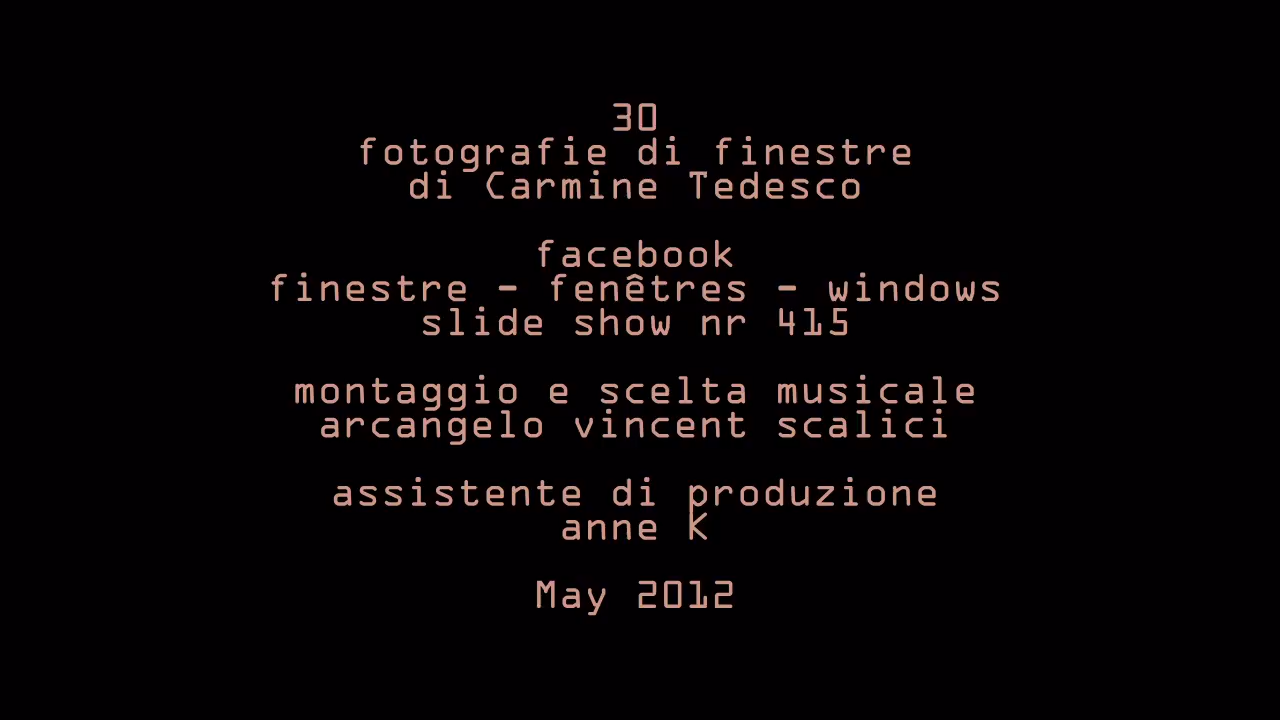 30
fotografie di finestre
di Carmine Tedesco
facebook
finestre - fenêtres - windows
slide show nr 415
montaggio e scelta musicale
arcangelo vincent scalici
assistente di produzione
anne K
May 2012